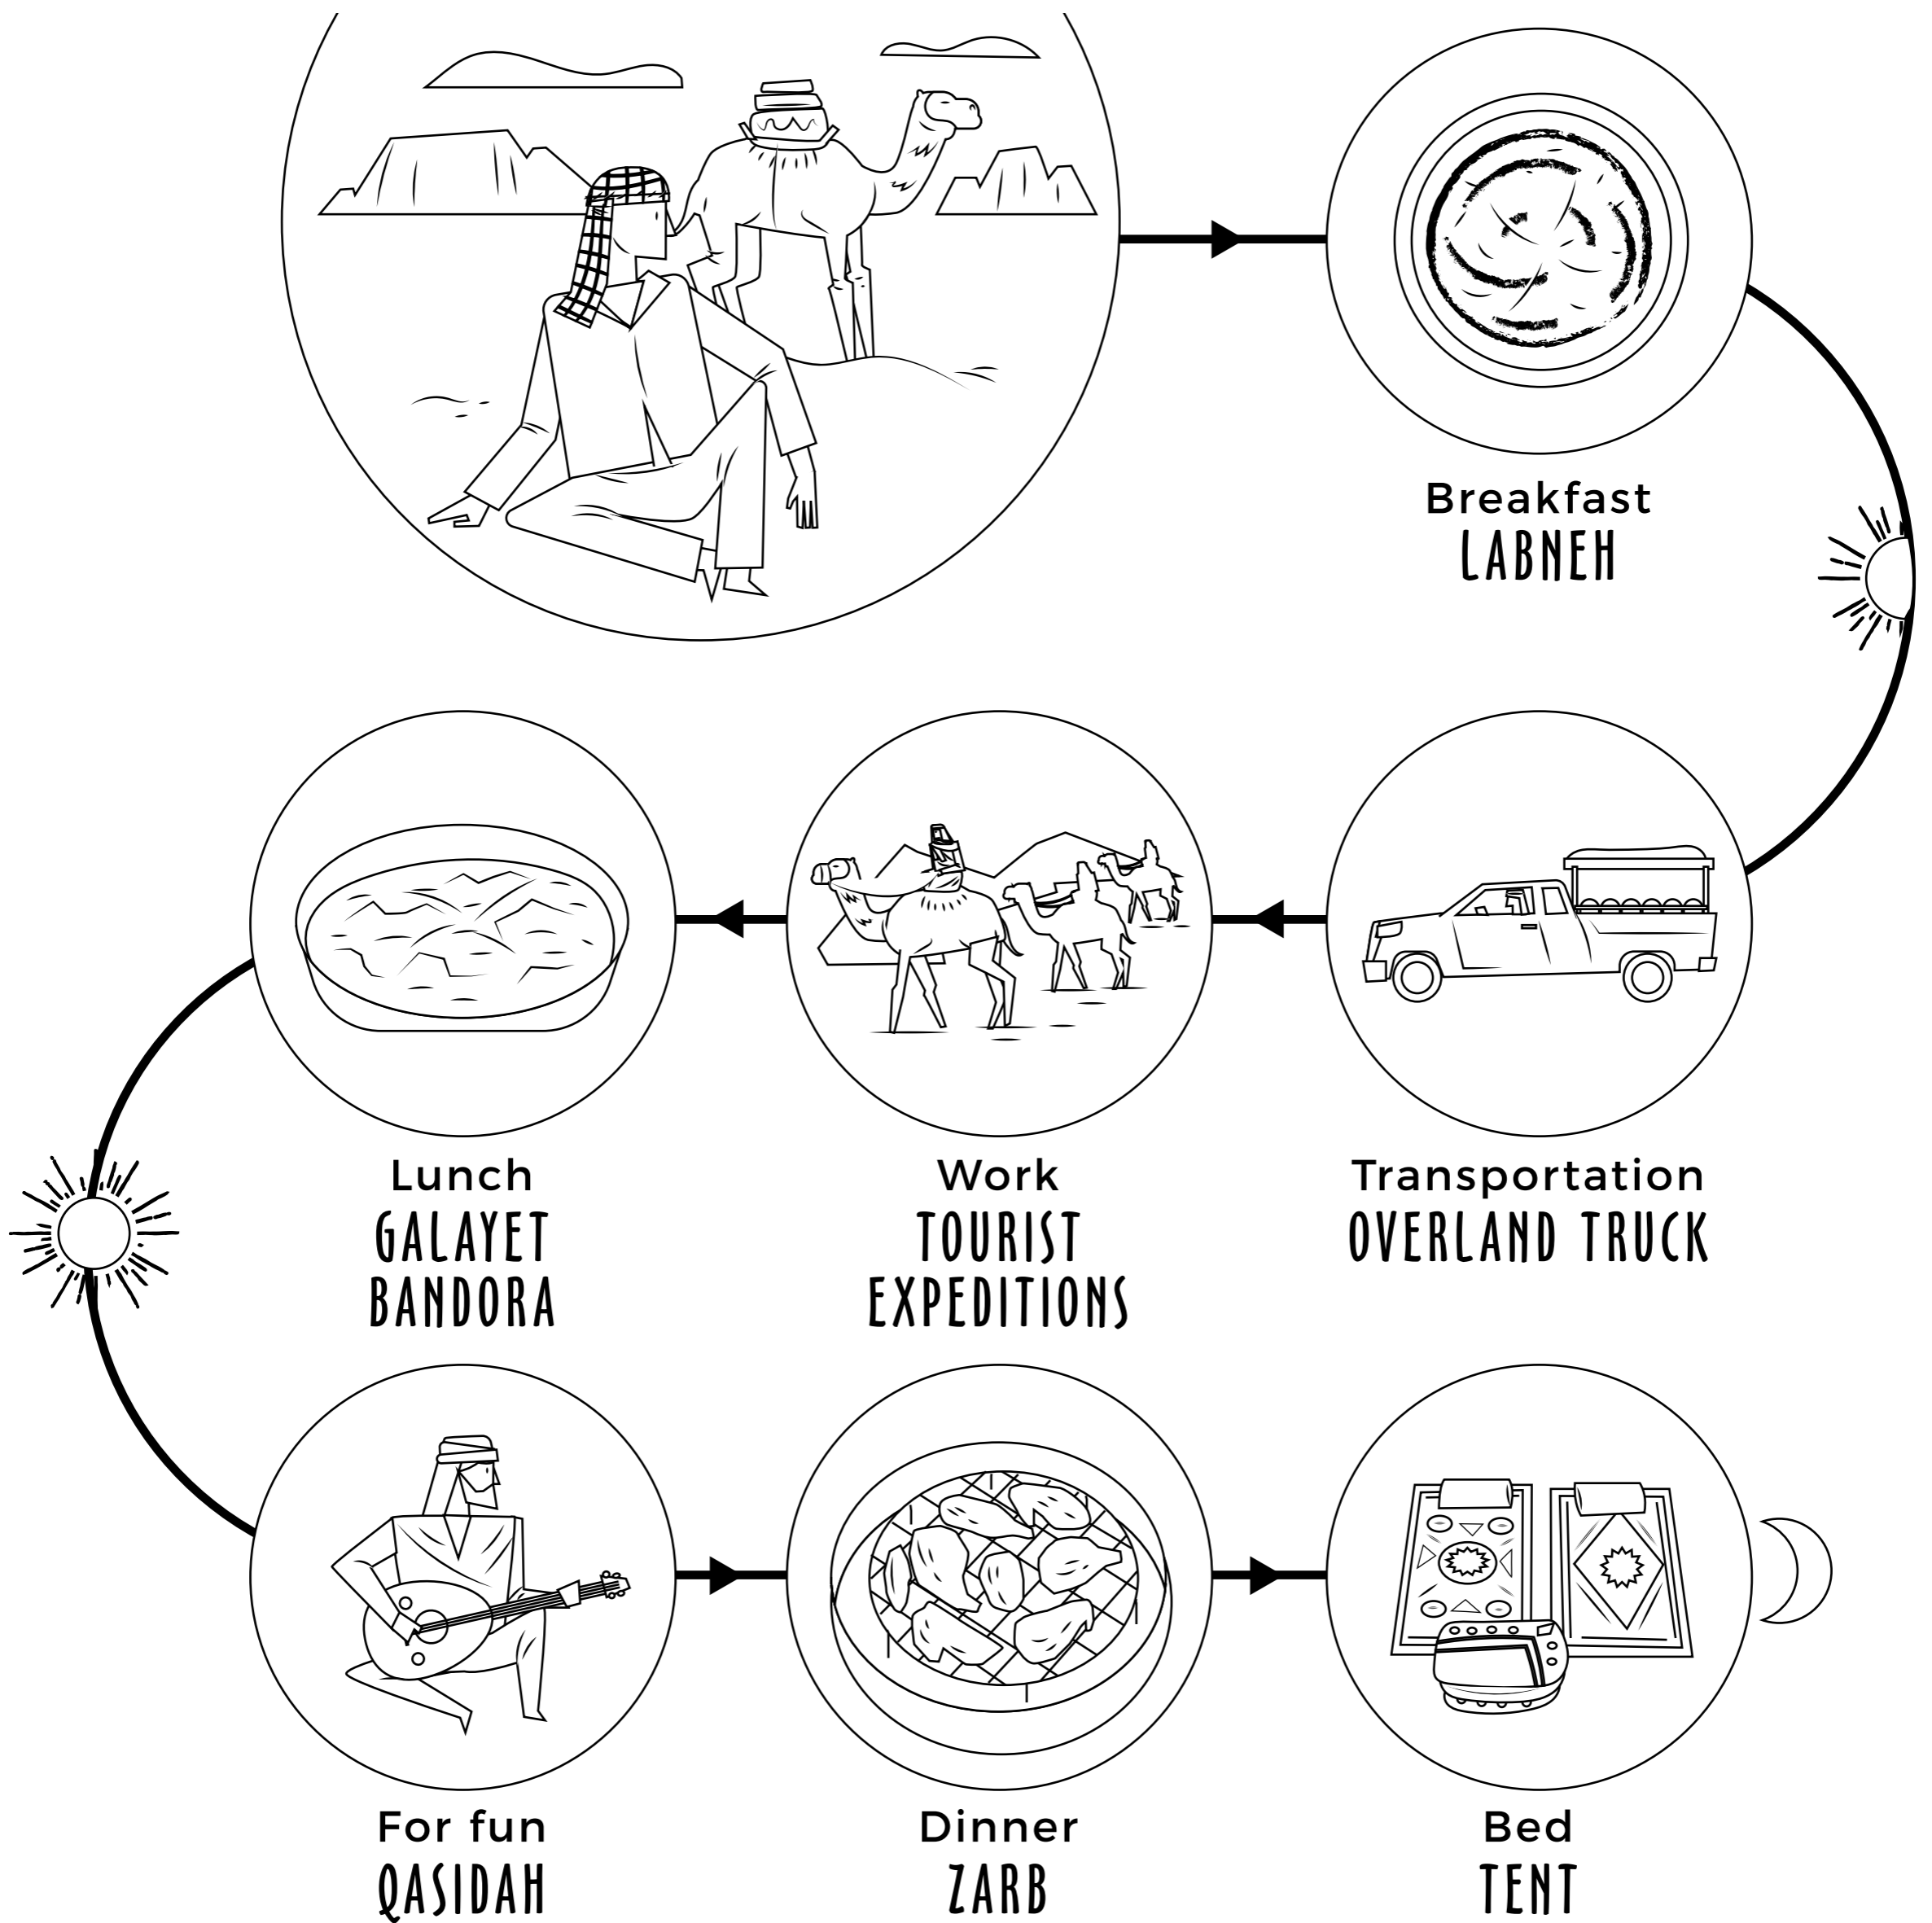 Breakfast
LABNEH
Lunch
GALAYET
BANDORA
Work
TOURIST
EXPEDITIONS
Transportation
OVERLAND TRUCK
For fun
QASIDAH
Dinner
ZARB
Bed
TENT